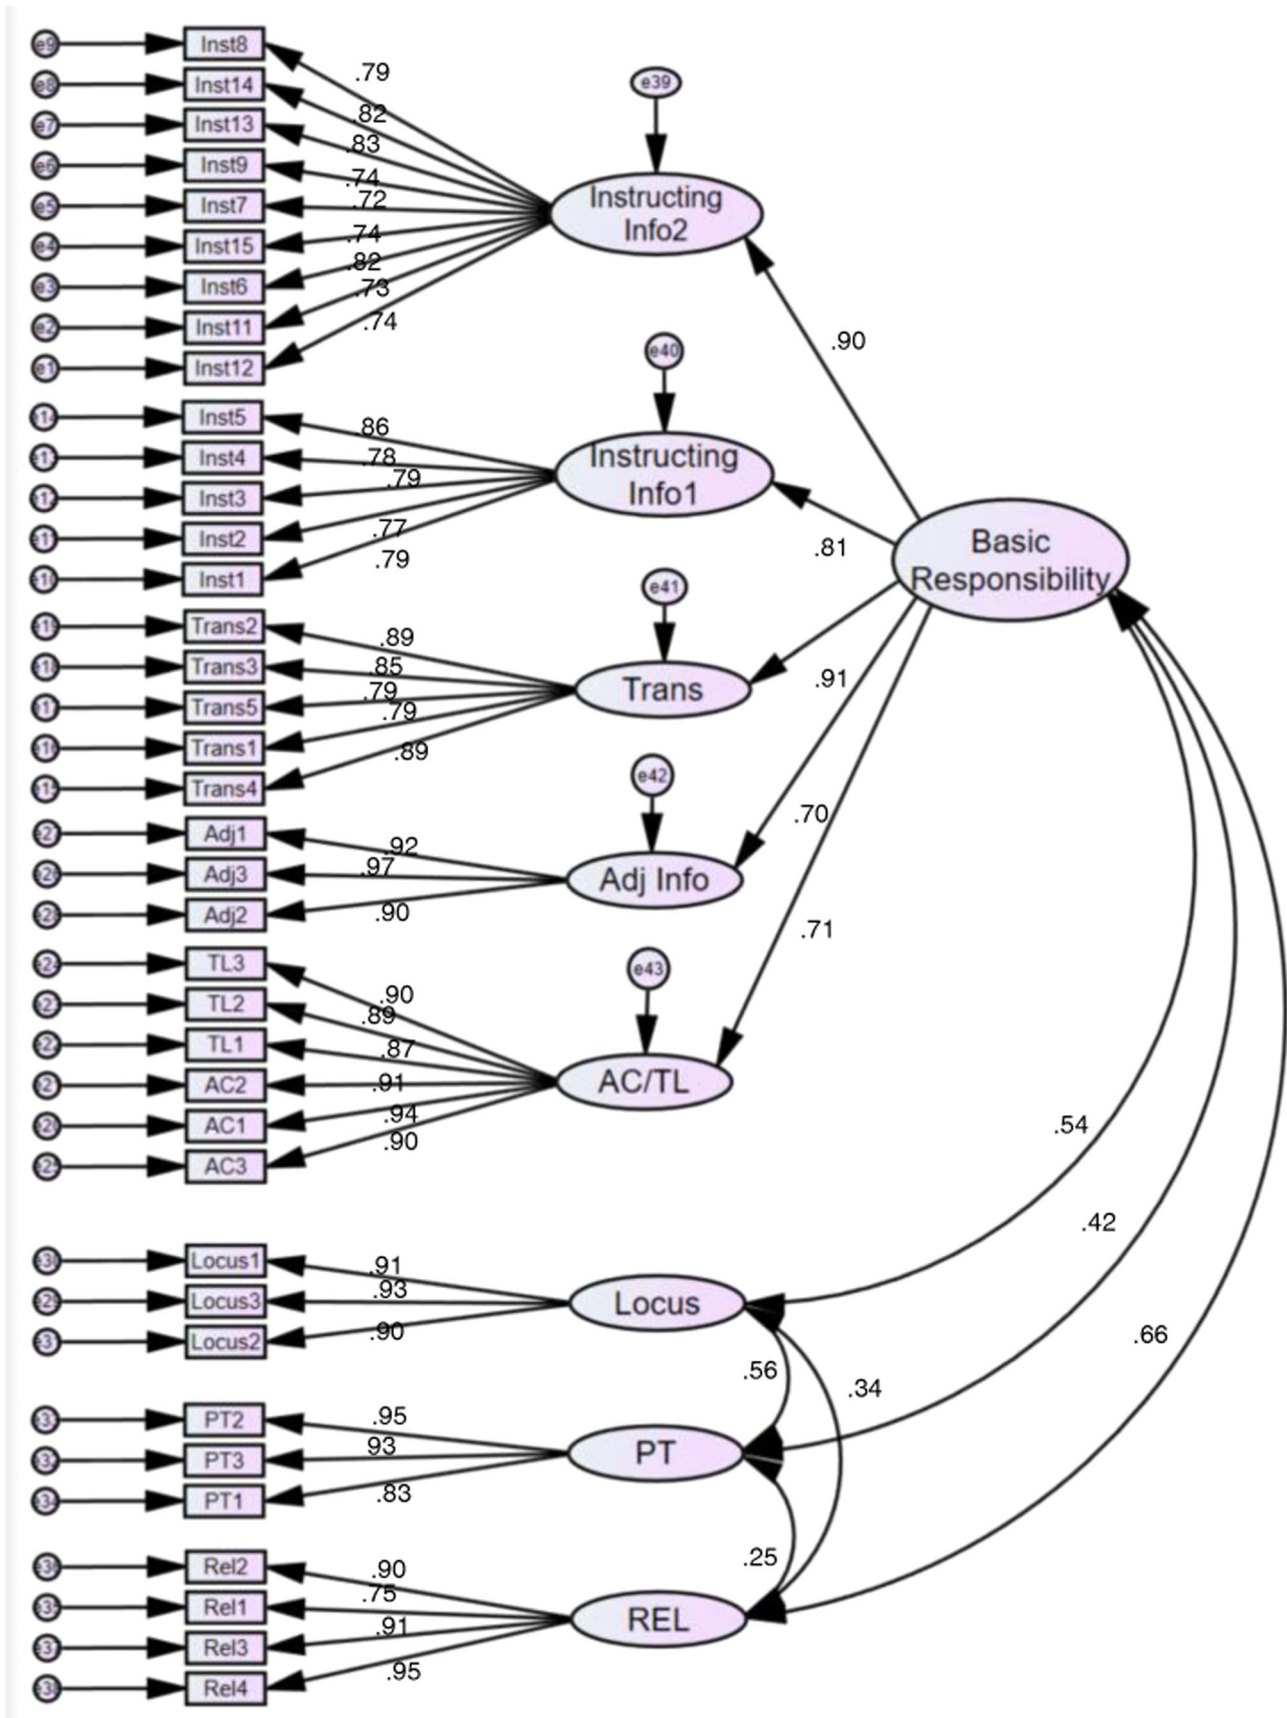 e9
Inst8
.79
e8
Inst14
.82
e7
Inst13
.83
e6
Inst9
.74
e5
Inst7
.72
e4
Inst15
.74
e3
Inst6
.82
e2
Inst11
.73
e1
Inst12
.74
e39
Instructing
Info2
.90
Inst5
.86
Inst4
.78
Inst3
.79
Inst2
.77
Inst1
.79
e40
Instructing
Info1
.81
Basic
Responsibility
Trans2
.89
Trans3
.85
Trans5
.79
Trans1
.79
Trans4
.89
e41
Trans
.91
Adj1
.92
Adj3
.97
Adj2
.90
e42
Adj Info
.70
TL3
.90
TL2
.89
TL1
.87
AC2
.91
AC1
.94
AC3
.90
e43
AC/TL
.71
.54
.42
.66
Locus1
.91
Locus3
.93
Locus2
.90
Locus
.56
.34
PT2
.95
PT3
93
PT1
.83
PT
.25
Rel2
.90
Rel1
.75
Rel3
.91
Rel4
.95
REL